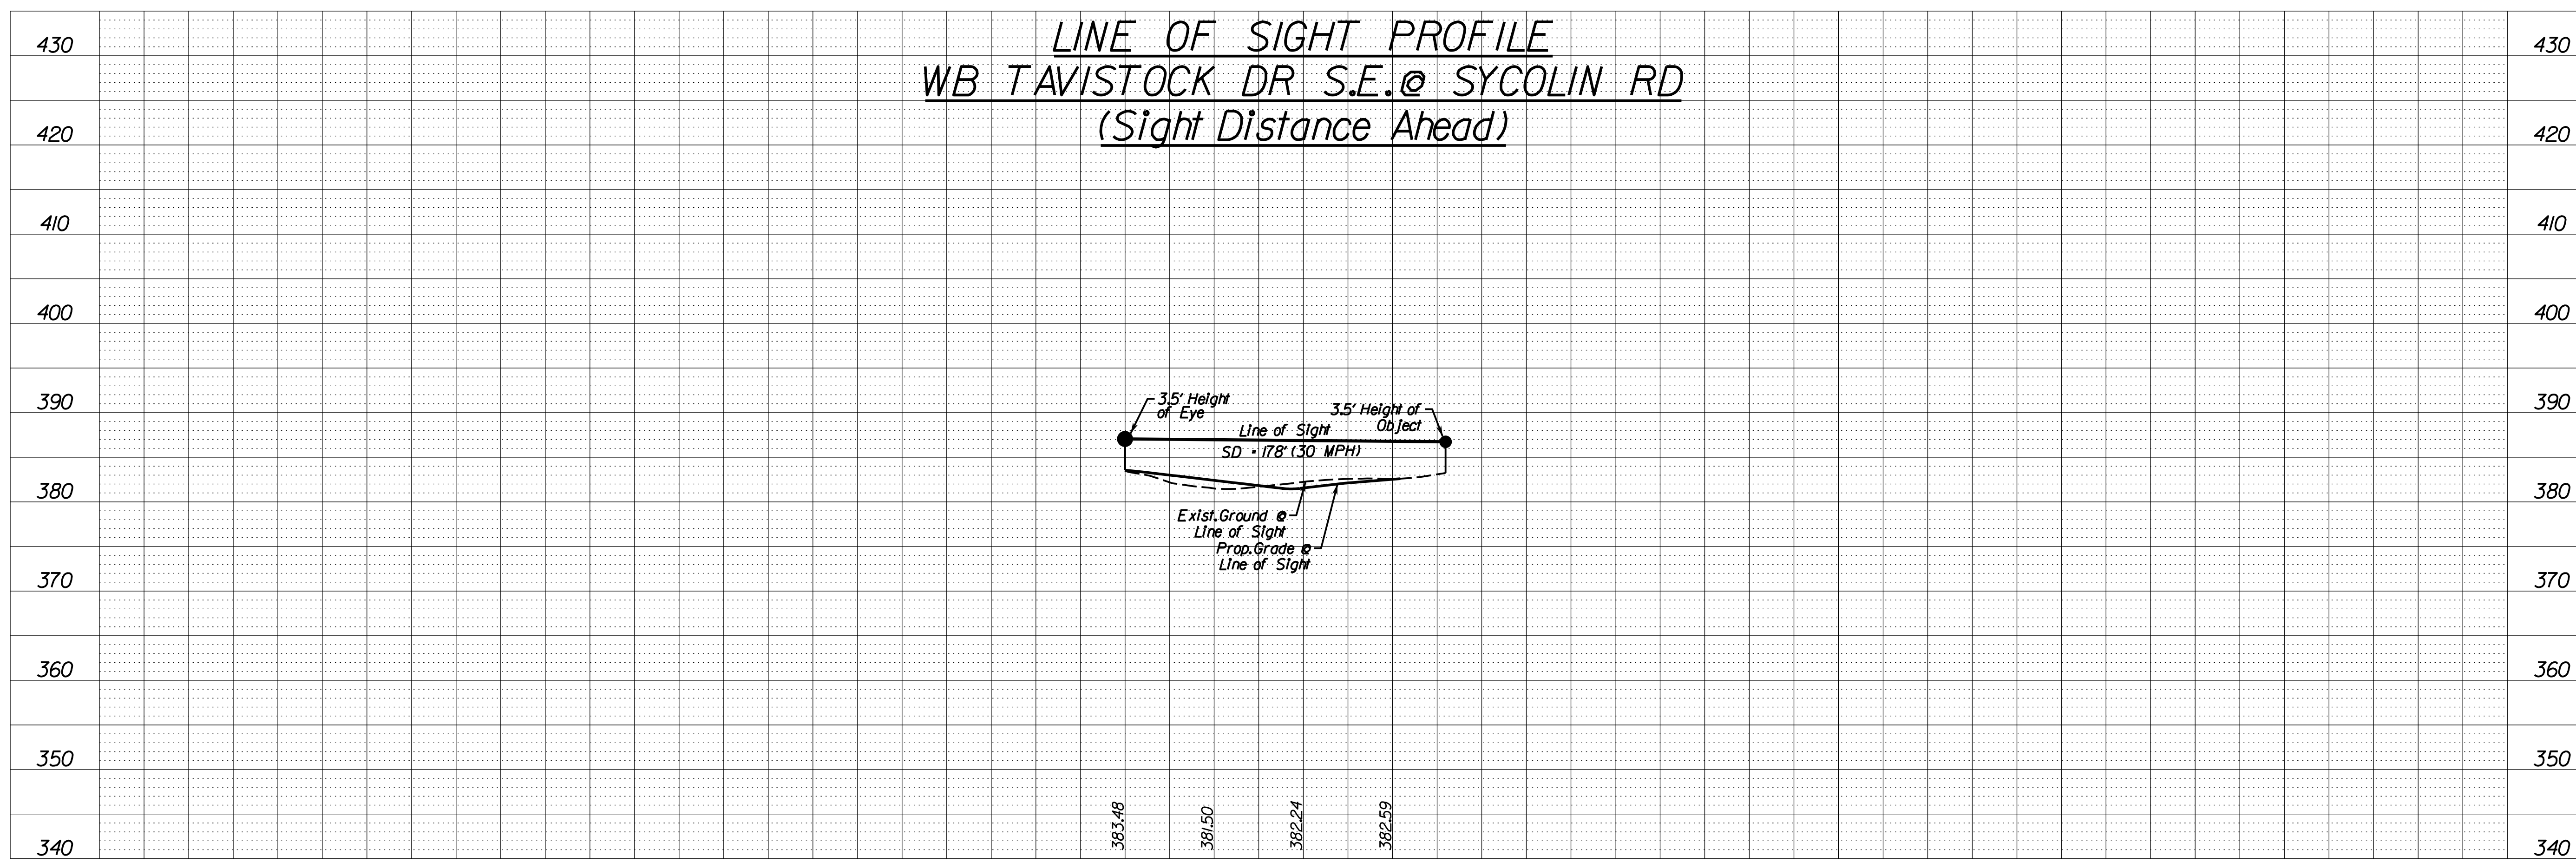 LINE OF SIGHT PROFILE
WB TAVISTOCK DR S.E. @ SYCOLIN RD
(Sight Distance Ahead)
430 430
420 420
410 410
400 400
390 390
3.5' Height
of Eye
3.5' Height of
Object
Line of Sight
SD = 178' (30 MPH)
380 380
Exist. Ground @
Line of Sight
Prop. Grade @
Line of Sight
370 370
360 360
350 350
383.48
381.50
382.24
382.59
340 340